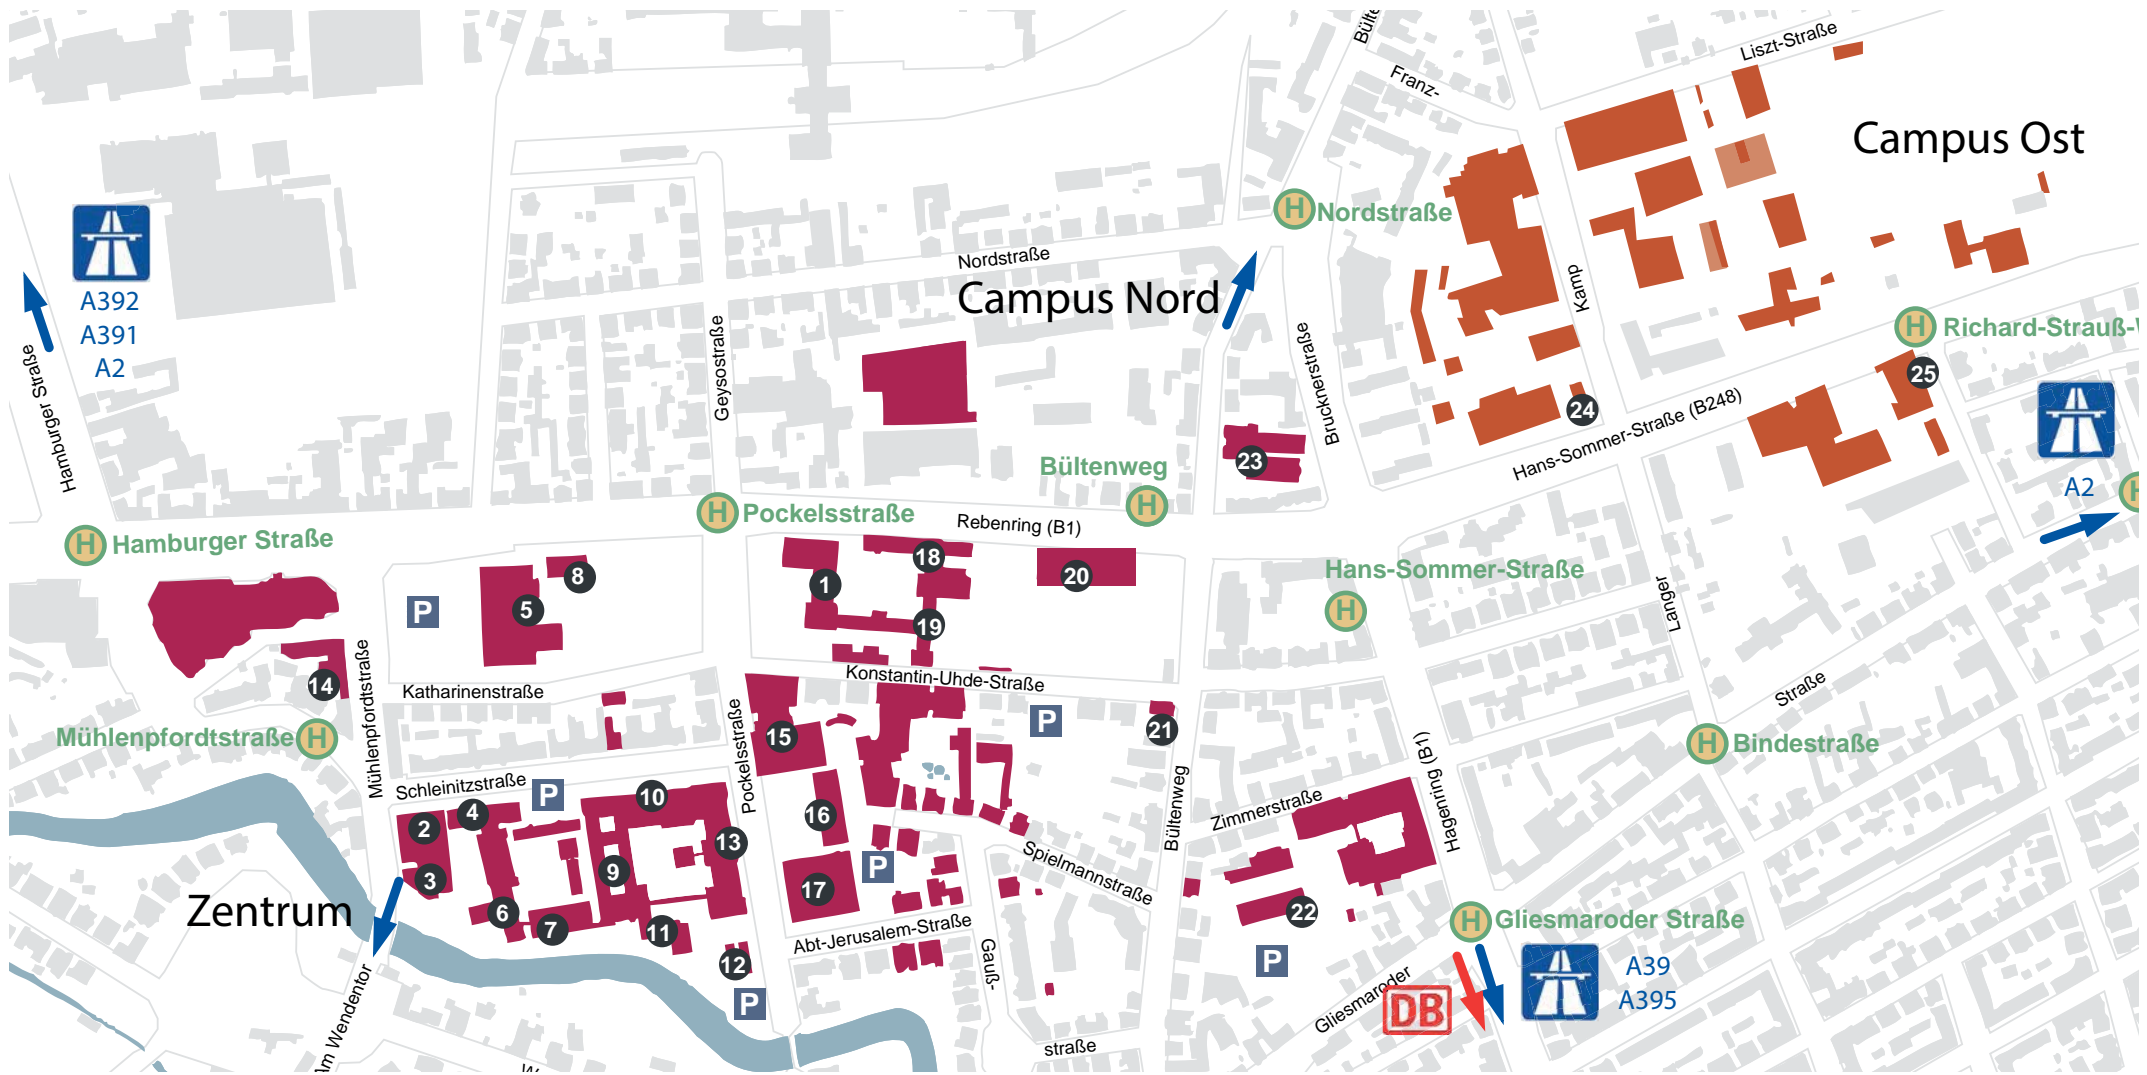 Bülte
Liszt-Straße
Franz-
Campus Ost
H Nordstraße
Nordstraße
Campus Nord
A392
A391
A2
Kamp
Hamburger Straße
Geysostraße
Brucknerstraße
H Richard-Strauß-W
25
24
Hans-Sommer-Straße (B248)
23
Bültenweg
H
A2
H
H Pockelsstraße
Rebenring (B1)
H Hamburger Straße
18
8
1
20
Hans-Sommer-Straße
H
P
5
19
Langer
Mühlenpfordtstraße
14
Katharinenstraße
Konstantin-Uhde-Straße
Straße
Pockelsstraße
P
21
Mühlenpfordtstraße H
15
H Bindestraße
Hagenring (B1)
Schleinitzstraße
P
10
Bültenweg
Zimmerstraße
4
2
16
13
3
9
P
Spielmannstraße
17
Zentrum
6
7
11
22
H Gliesmaroder Straße
Abt-Jerusalem-Straße
12
Gauß-
P
P
A39
A395
Gliesmaroder
DB
straße
Am Wendentor
W